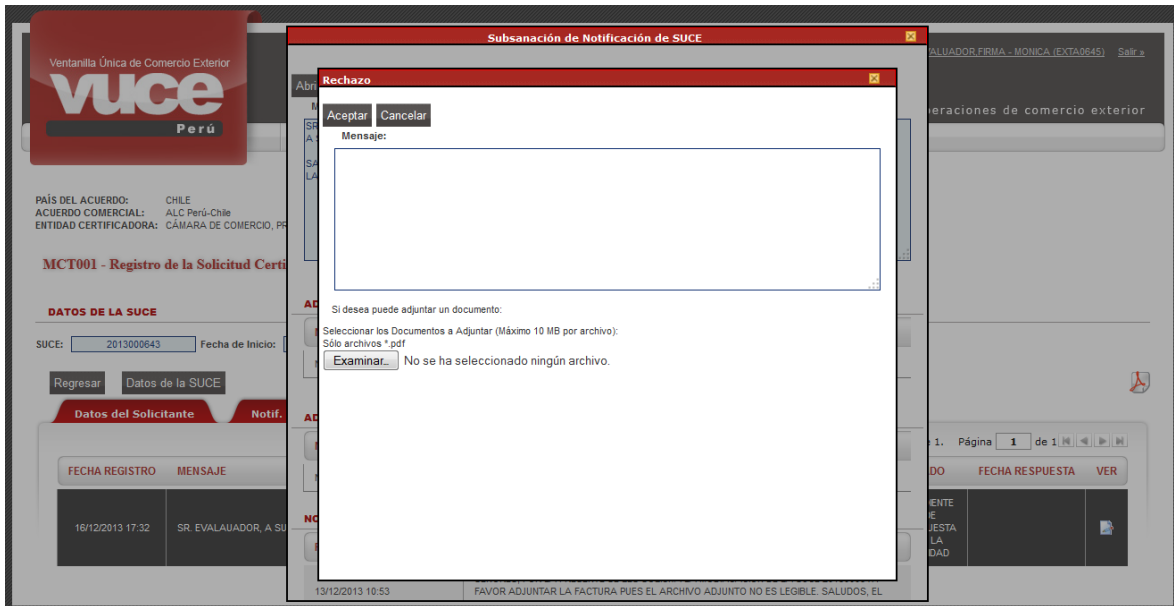 Subsanación de Notificación de SUCE
Ventanilla Única de Comercio Exterior
vuce
Perú
FIRMA - MONICA (EXTA0645) Salir »
comercio exterior
Abri
Rechazo
Aceptar Cancelar
Mensaje:
PAÍS DEL ACUERDO: CHILE
ACUERDO COMERCIAL: ALC Perú-Chile
ENTIDAD CERTIFICADORA: CÁMARA DE COMERCIO, PR
MCT001 - Registro de la Solicitud Certi
DATOS DE LA SUCE
SUCE: 2013000643 Fecha de Inicio:
Si desea puede adjuntar un documento:
Seleccionar los Documentos a Adjuntar (Máximo 10 MB por archivo):
Sólo archivos *.pdf
Examinar... No se ha seleccionado ningún archivo.
Regresar Datos de la SUCE
Datos del Solicitante Notif.
1. Página 1 de 1
FECHA REGISTRO MENSAJE FECHA RESPUESTA VER
16/12/2013 17:32 SR. EVALAUADOR, A SU
LA
13/12/2013 10:53 FAVOR ADJUNTAR LA FACTURA PUES EL ARCHIVO ADJUNTO NO ES LEGIBLE. SALUDOS, EL